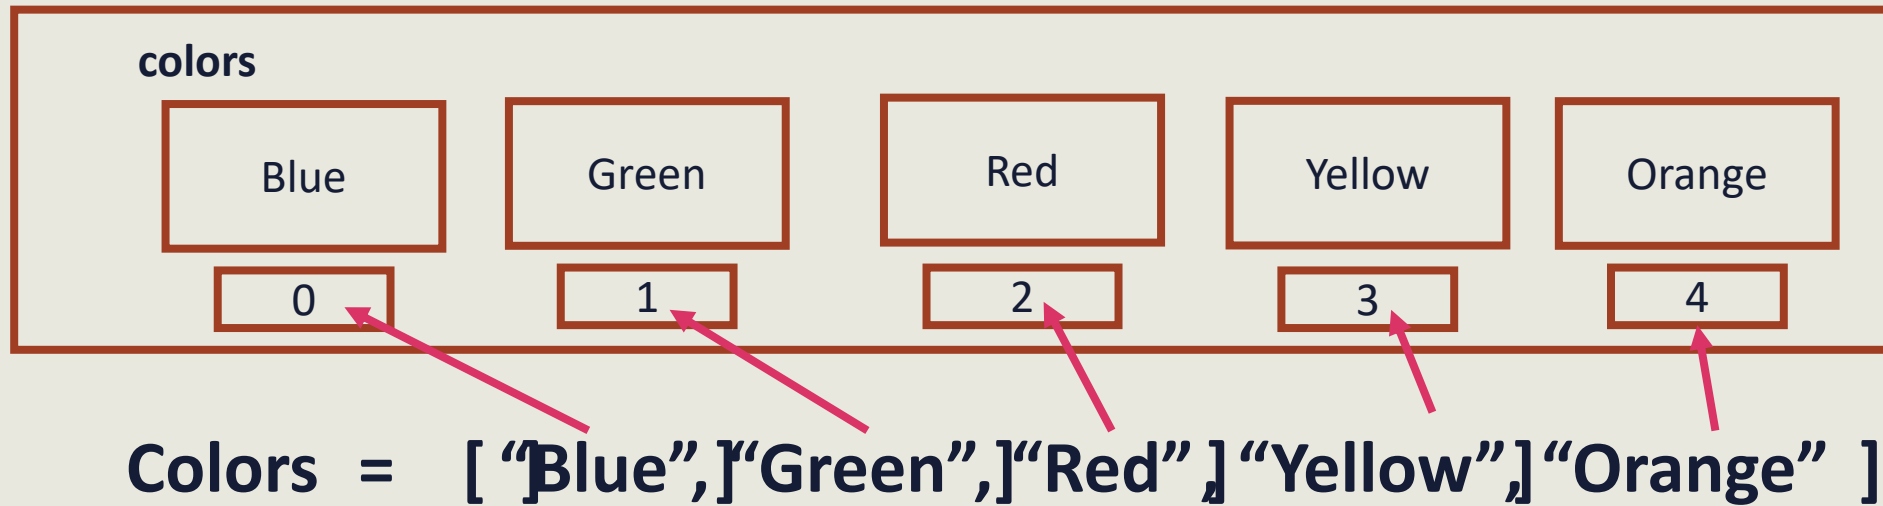 colors
Blue Green Red Yellow Orange
0 1 2 3 4
Colors = [ “]Blue”,]“Green”,]“Red”,]“Yellow”,]“Orange” ]